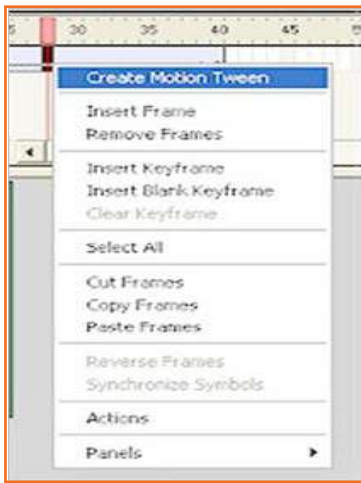 30 35 40 45
Create Motion Tween
Insert Frame
Remove Frames
Insert Keyframe
Insert Blank Keyframe
Clear Keyframe
Select All
Cut Frames
Copy Frames
Paste Frames
Reverse Frames
Synchronize Symbols
Actions
Panels